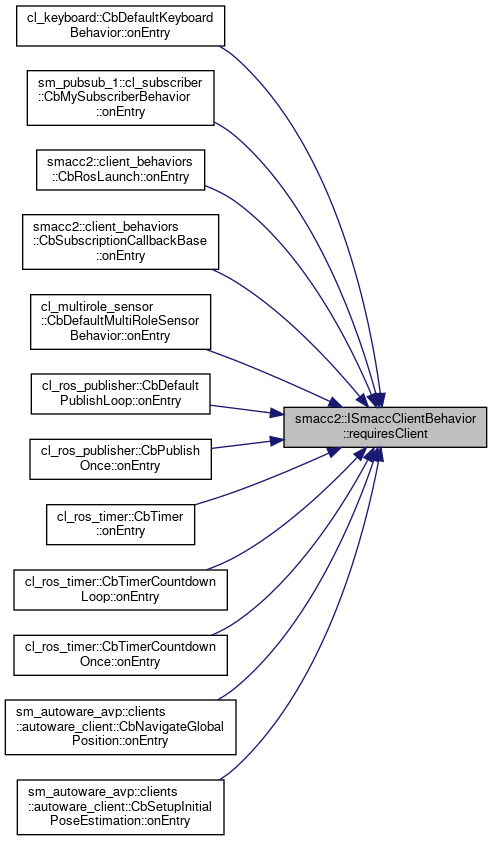 cl_keyboard::CbDefaultKeyboard
Behavior::onEntry
sm_pubsub_1::cl_subscriber
::CbMySubscriberBehavior
::onEntry
smacc2::client_behaviors
::CbRosLaunch::onEntry
smacc2::client_behaviors
::CbSubscriptionCallbackBase
::onEntry
cl_multirole_sensor
::CbDefaultMultiRoleSensor
Behavior::onEntry
cl_ros_publisher::CbDefault
PublishLoop::onEntry
smacc2::ISmaccClientBehavior
::requiresClient
cl_ros_publisher::CbPublish
Once::onEntry
cl_ros_timer::CbTimer
::onEntry
cl_ros_timer::CbTimerCountdown
Loop::onEntry
cl_ros_timer::CbTimerCountdown
Once::onEntry
sm_autoware_avp::clients
::autoware_client::CbNavigateGlobal
Position::onEntry
sm_autoware_avp::clients
::autoware_client::CbSetupInitial
PoseEstimation::onEntry